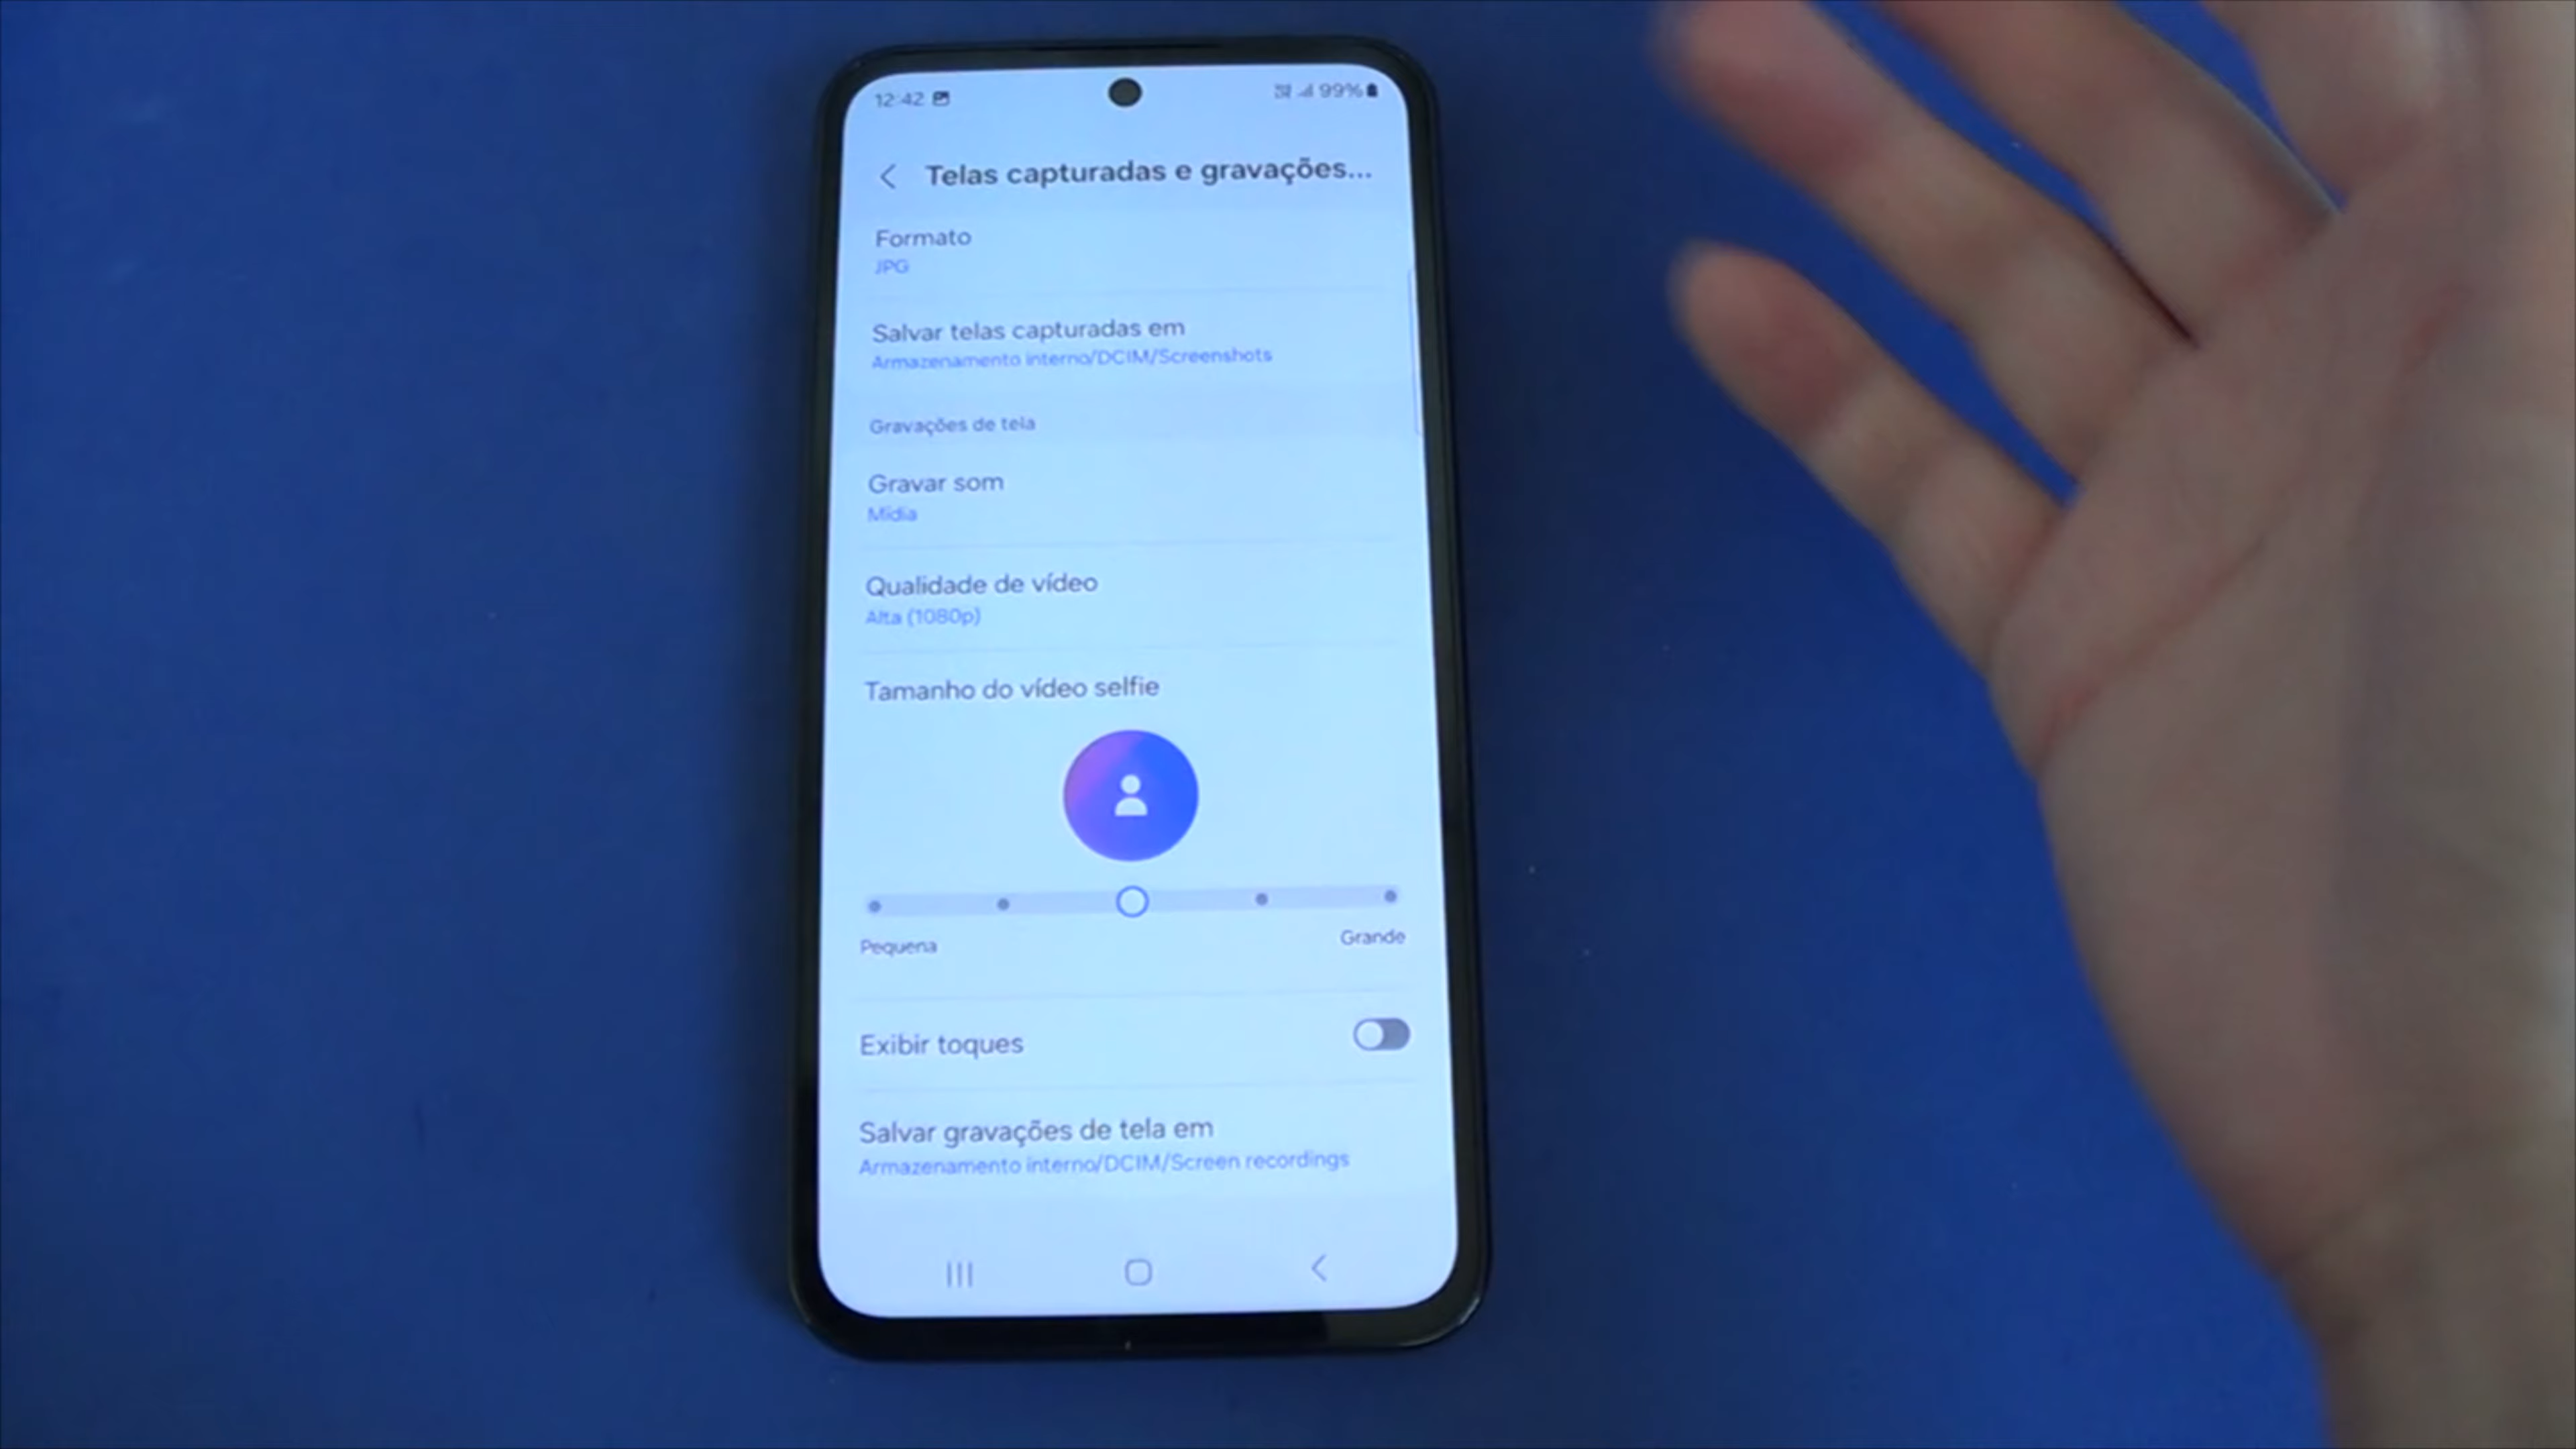 12:42
99%
Telas capturadas e gravações...
Formato
JPG
Salvar telas capturadas em
Armazenamento interno/DCIM/Screenshots
Gravações de tela
Gravar som
Mídia
Qualidade de vídeo
Alta (1080p)
Tamanho do vídeo selfie
Pequena
Grande
Exibir toques
Salvar gravações de tela em
Armazenamento interno/DCIM/Screen recordings